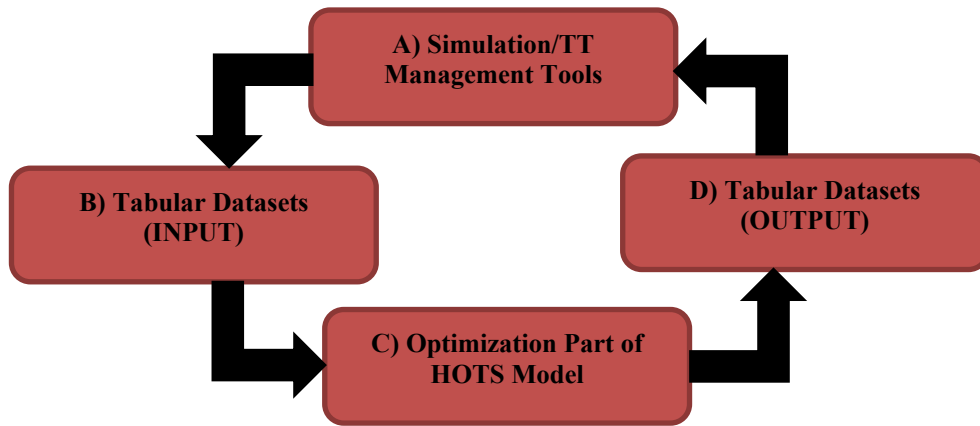 A) Simulation/TT
Management Tools
B) Tabular Datasets
(INPUT)
D) Tabular Datasets
(OUTPUT)
C) Optimization Part of
HOTS Model